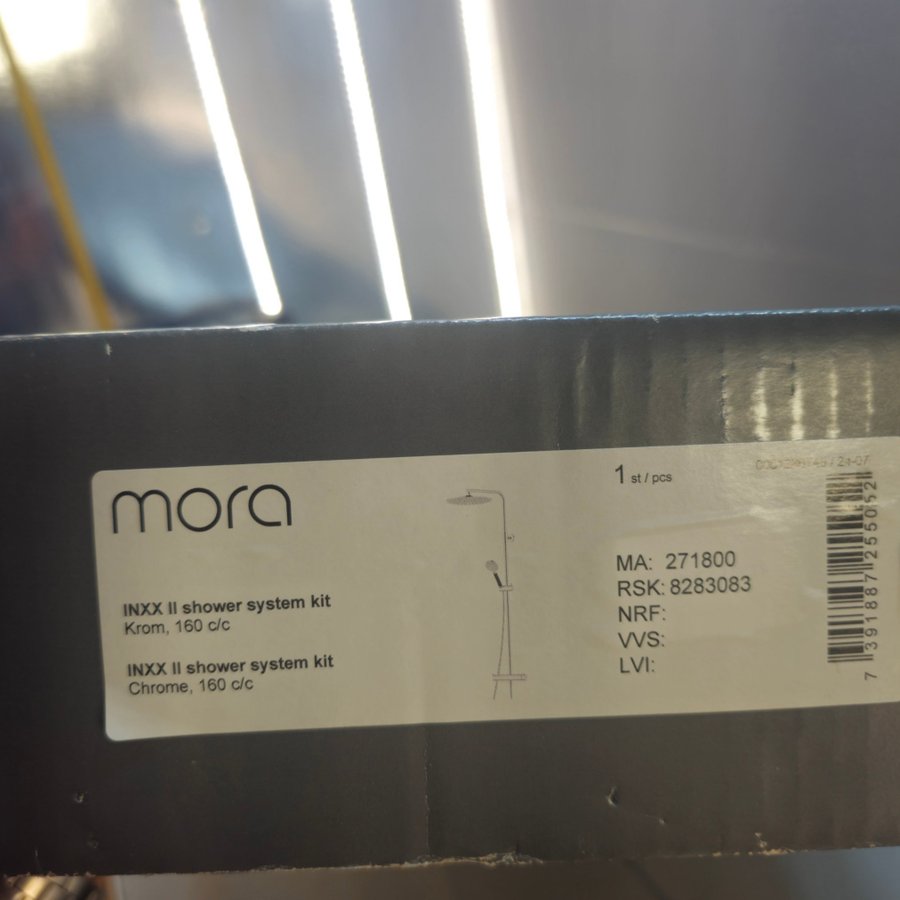 mora
INXX II shower system kit
Krom, 160 c/c
INXX II shower system kit
Chrome, 160 c/c
1 st / pcs
MA: 271800
RSK: 8283083
NRF:
VVS:
LVI:
7 391887 255052